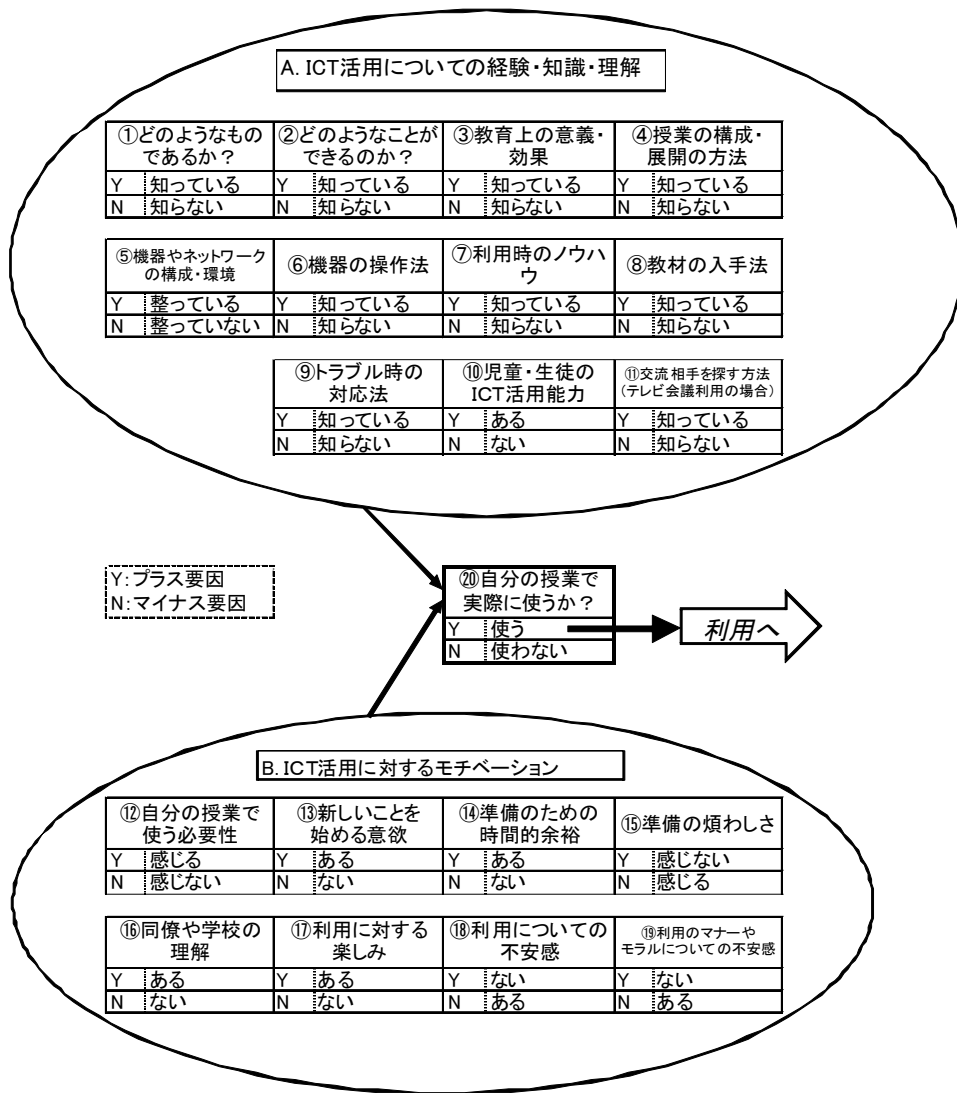 A. ICT活用についての経験・知識・理解
①どのようなもの
であるか？
Y 知っている
N 知らない
②どのようなことが
できるのか？
Y 知っている
N 知らない
③教育上の意義・
効果
Y 知っている
N 知らない
④授業の構成・
展開の方法
Y 知っている
N 知らない
⑤機器やネットワーク
の構成・環境
Y 整っている
N 整っていない
⑥機器の操作法
Y 知っている
N 知らない
⑦利用時のノウハ
ウ
Y 知っている
N 知らない
⑧教材の入手法
Y 知っている
N 知らない
⑨トラブル時の
対応法
Y 知っている
N 知らない
⑩児童・生徒の
ICT活用能力
Y ある
N ない
⑪交流相手を探す方法
(テレビ会議利用の場合)
Y 知っている
N 知らない
Y：プラス要因
N：マイナス要因
⑳自分の授業で
実際に使うか？
Y 使う
N 使わない
利用へ
B. ICT活用に対するモチベーション
⑫自分の授業で
使う必要性
Y 感じる
N 感じない
⑬新しいことを
始める意欲
Y ある
N ない
⑭準備のための
時間的余裕
Y ある
N ない
⑮準備の煩わしさ
Y 感じない
N 感じる
⑯同僚や学校の
理解
Y ある
N ない
⑰利用に対する
楽しみ
Y ある
N ない
⑱利用についての
不安感
Y ない
N ある
⑲利用のマナーや
モラルについての不安感
Y ない
N ある